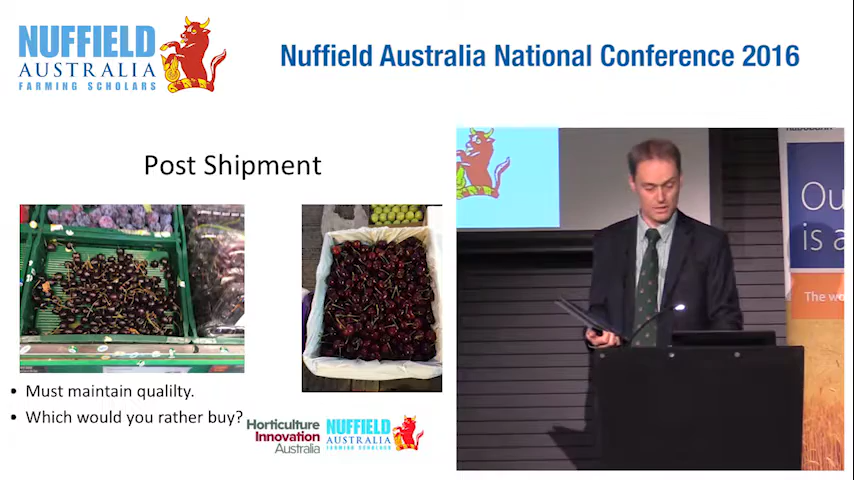 NUFFIELD
AUSTRALIA
FARMING SCHOLARS
Nuffield Australia National Conference 2016
Post Shipment
• Must maintain qualilty.
• Which would you rather buy?
Horticulture
Innovation
Australia
NUFFIELD
AUSTRALIA
FARMING SCHOLARS
Ou
is a
The wo